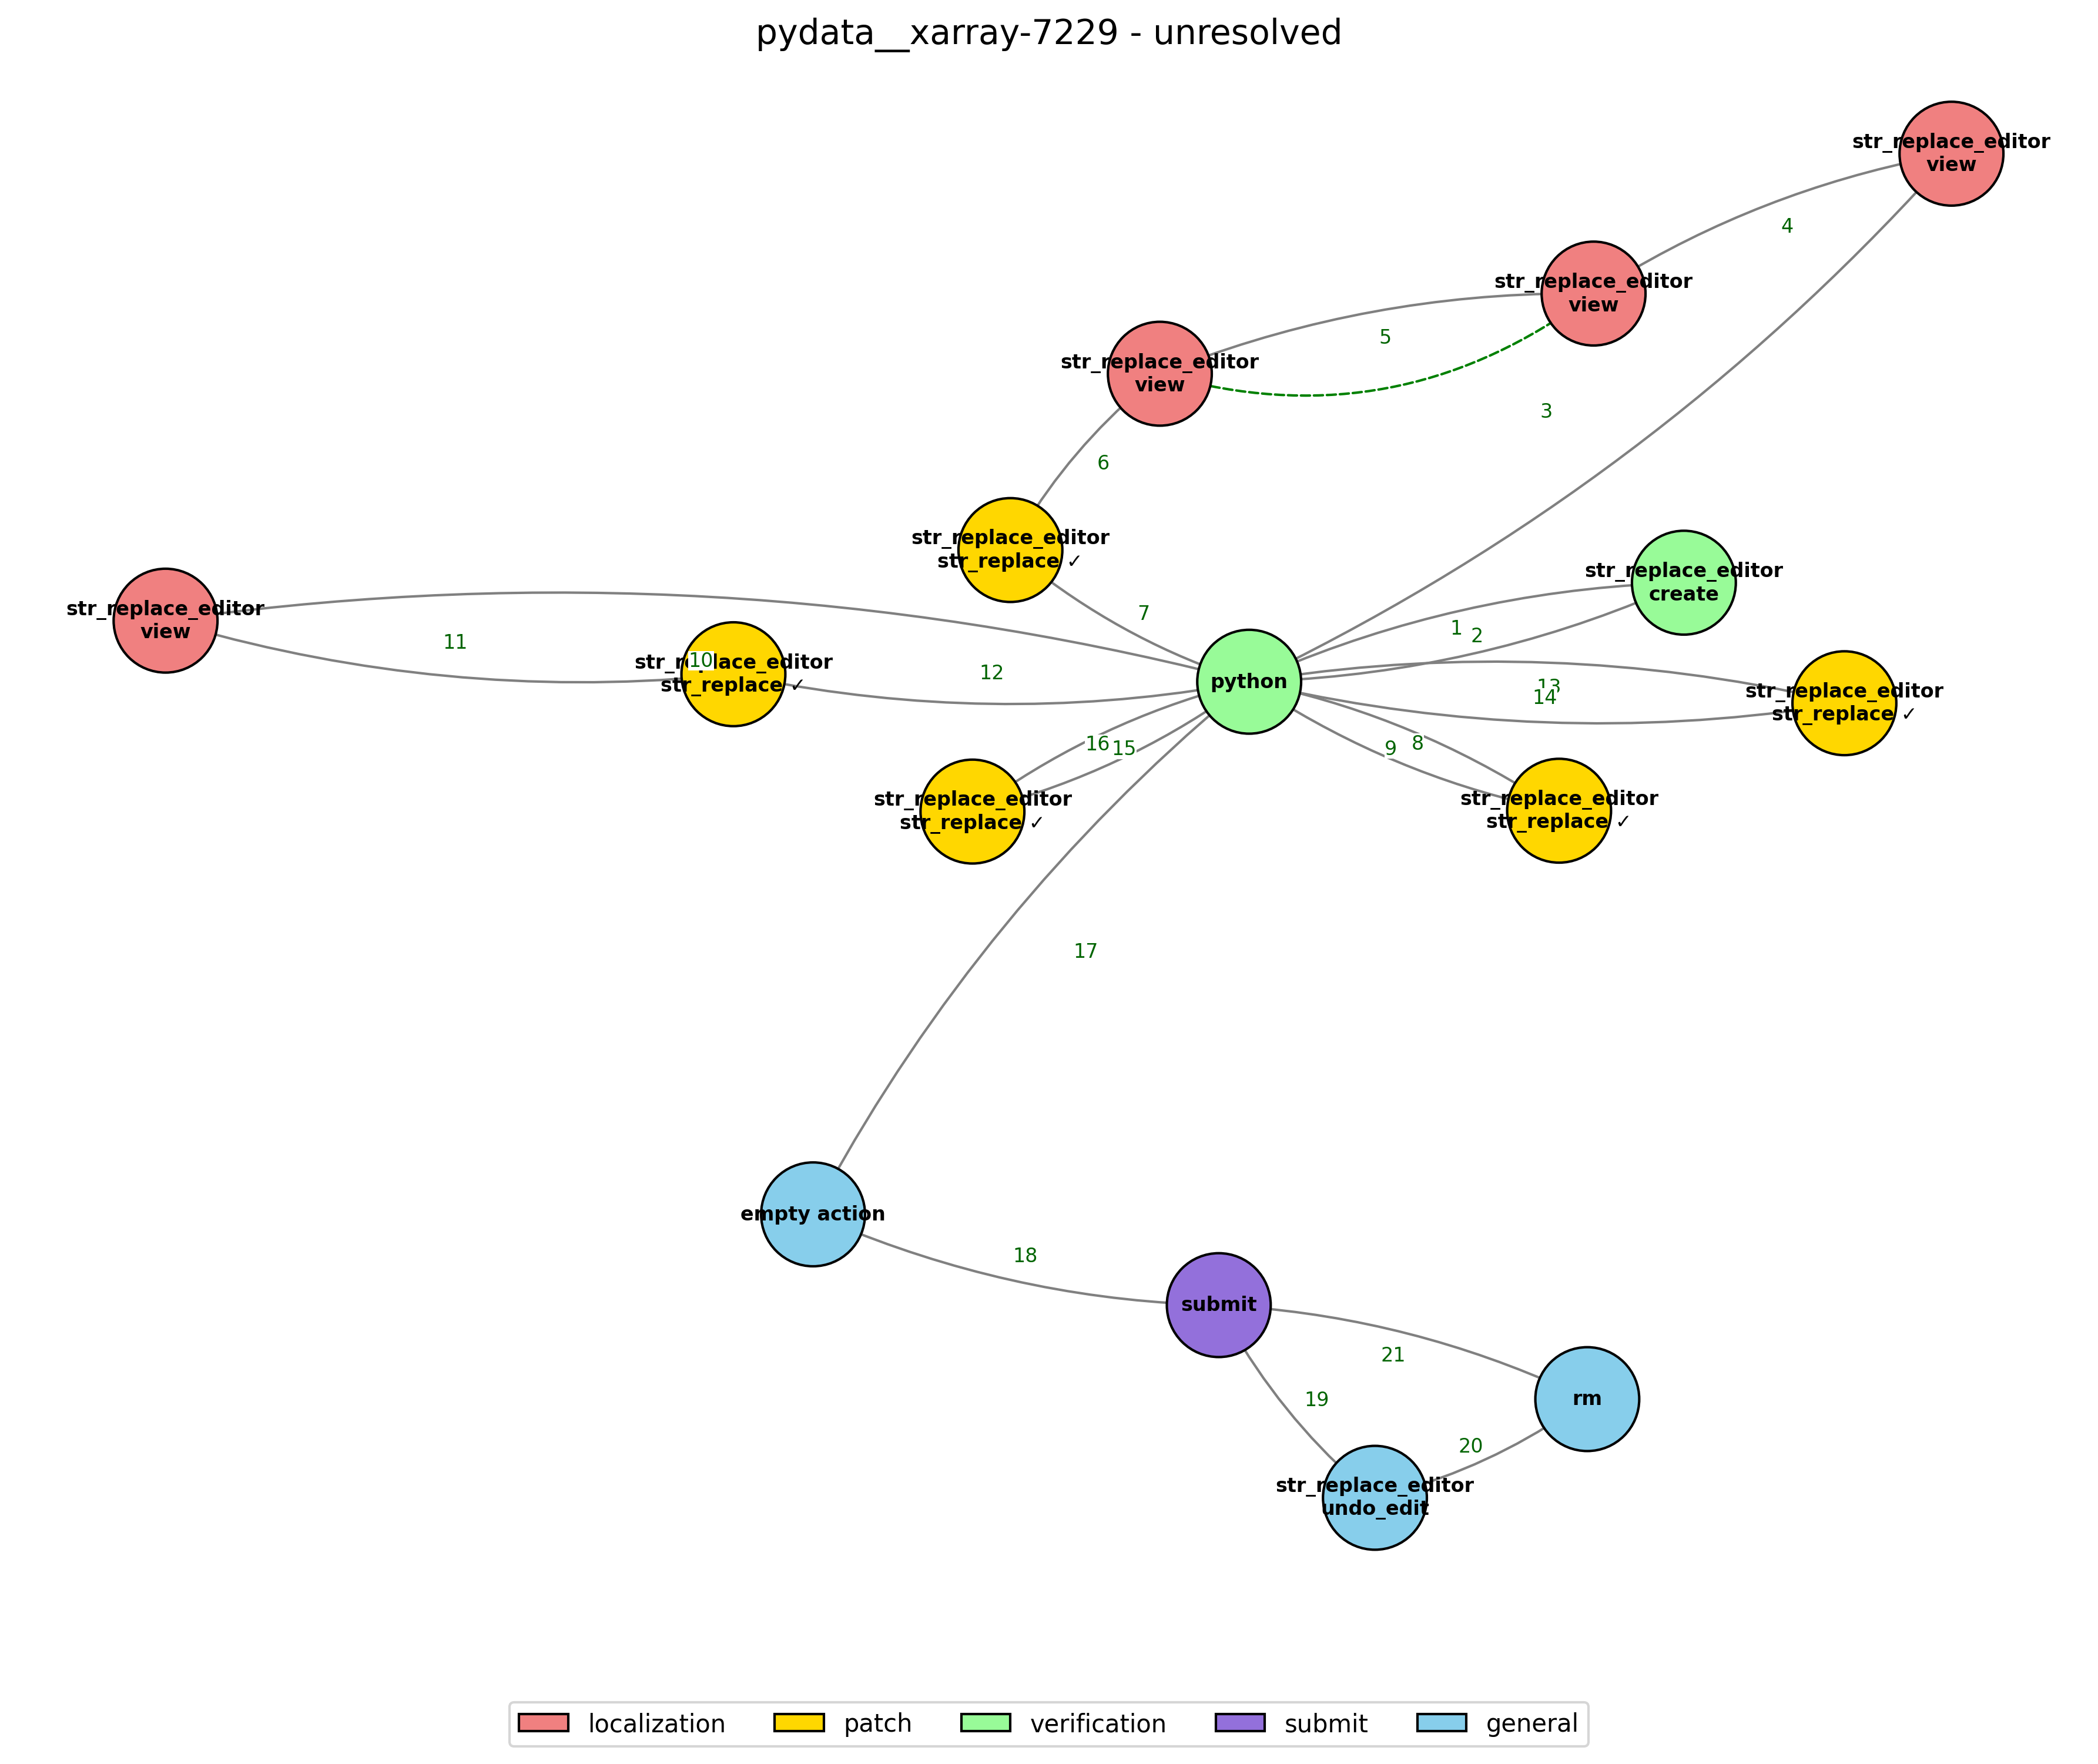 pydata__xarray-7229 - unresolved
str_replace_editor
view
4
str_replace_editor
view
5
str_replace_editor
view
3
6
str_replace_editor
str_replace ✓
str_replace_editor
create
7
1
2
str_replace_editor
view
11
10
str_replace_editor
str_replace ✓
12
python
13
14
str_replace_editor
str_replace ✓
16
15
9
8
str_replace_editor
str_replace ✓
str_replace_editor
str_replace ✓
17
empty action
18
submit
21
19
rm
20
str_replace_editor
undo_edit
localization
patch
verification
submit
general